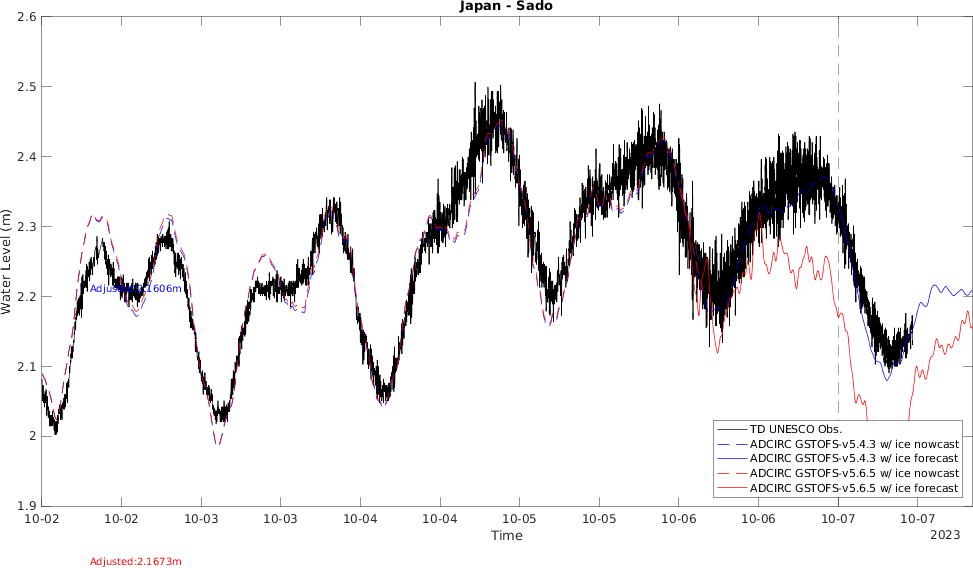 Japan - Sado
Water Level (m)
2.6
2.5
2.4
2.3
2.2
2.1
2
1.9
Adjusted:2.1606m
TD UNESCO Obs.
ADCIRC GSTOFS-v5.4.3 w/ ice nowcast
ADCIRC GSTOFS-v5.4.3 w/ ice forecast
ADCIRC GSTOFS-v5.6.5 w/ ice nowcast
ADCIRC GSTOFS-v5.6.5 w/ ice forecast
10-02 10-02 10-03 10-03 10-04 10-04 10-05 10-05 10-06 10-06 10-07 10-07
Time
2023
Adjusted:2.1673m